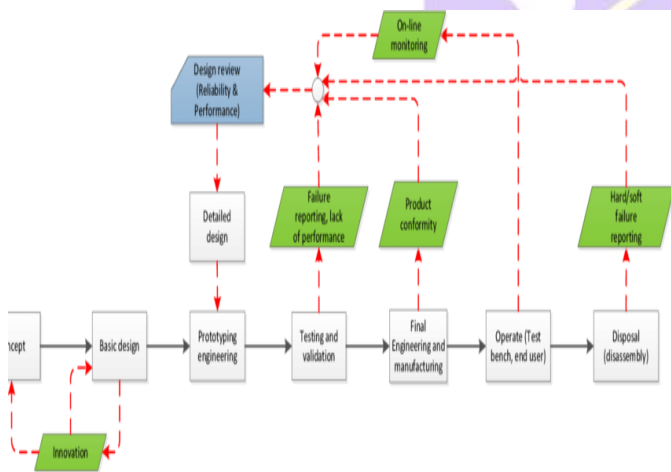 On-line
monitoring
Design review
(Reliability &
Performance)
Detailed
design
Failure
reporting, lack
of performance
Product
conformity
Hard/soft
failure
reporting
ncept
Basic design
Prototyping
engineering
Testing and
validation
Final
Engineering and
manufacturing
Operate (Test
bench, end user)
Disposal
(disassembly)
Innovation